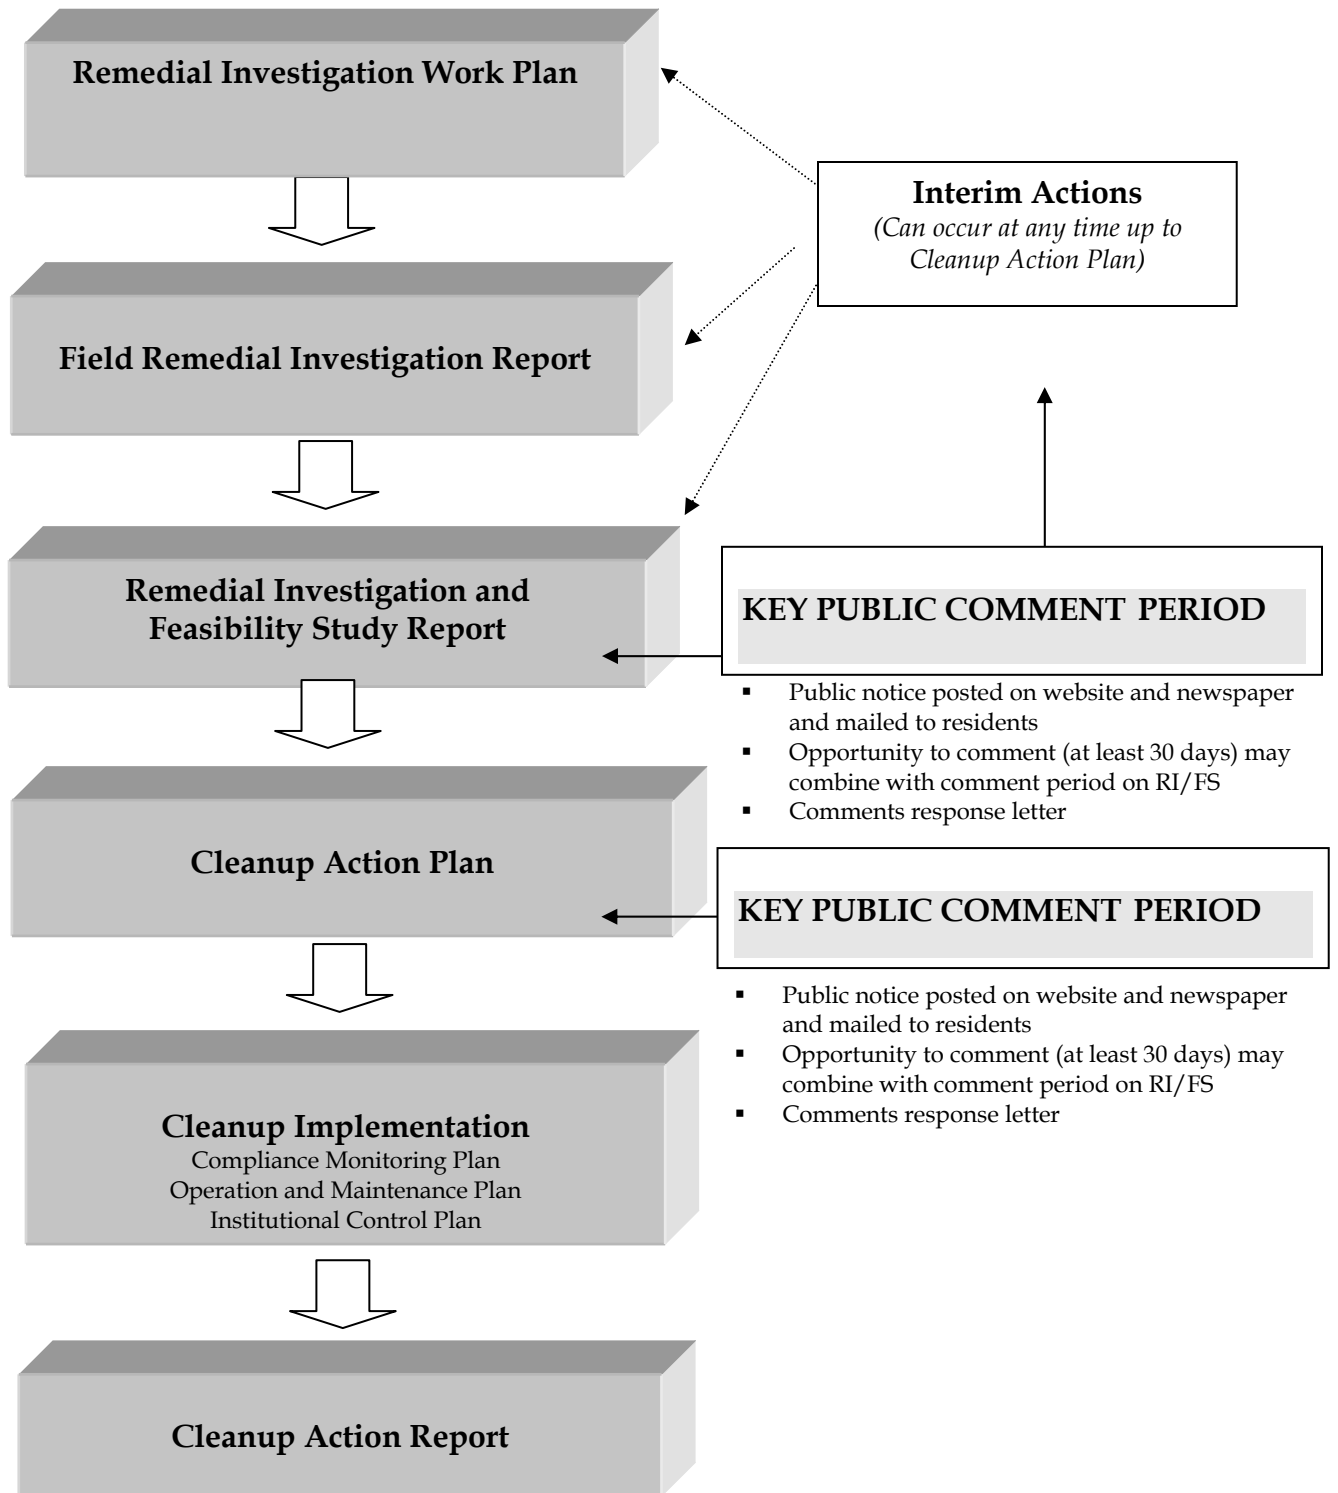 Remedial Investigation Work Plan
Interim Actions
(Can occur at any time up to
Cleanup Action Plan)
Field Remedial Investigation Report
Remedial Investigation and
Feasibility Study Report
KEY PUBLIC COMMENT PERIOD
▪ Public notice posted on website and newspaper
and mailed to residents
▪ Opportunity to comment (at least 30 days) may
combine with comment period on RI/FS
▪ Comments response letter
Cleanup Action Plan
KEY PUBLIC COMMENT PERIOD
▪ Public notice posted on website and newspaper
and mailed to residents
▪ Opportunity to comment (at least 30 days) may
combine with comment period on RI/FS
▪ Comments response letter
Cleanup Implementation
Compliance Monitoring Plan
Operation and Maintenance Plan
Institutional Control Plan
Cleanup Action Report